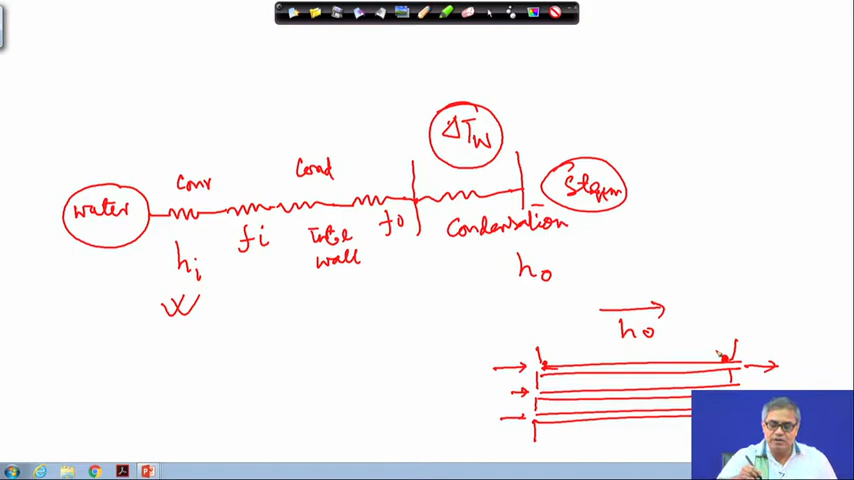 ΔTw
Conv
Cond
water
Steam
fi
Tube
wall
fo
Condensation
hi
ho
ho